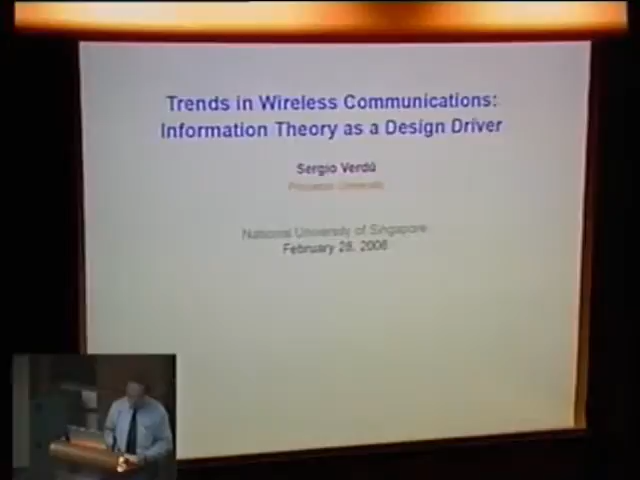 Trends in Wireless Communications:
Information Theory as a Design Driver
Sergio Verdú
Princeton University
National University of Singapore
February 28, 2006